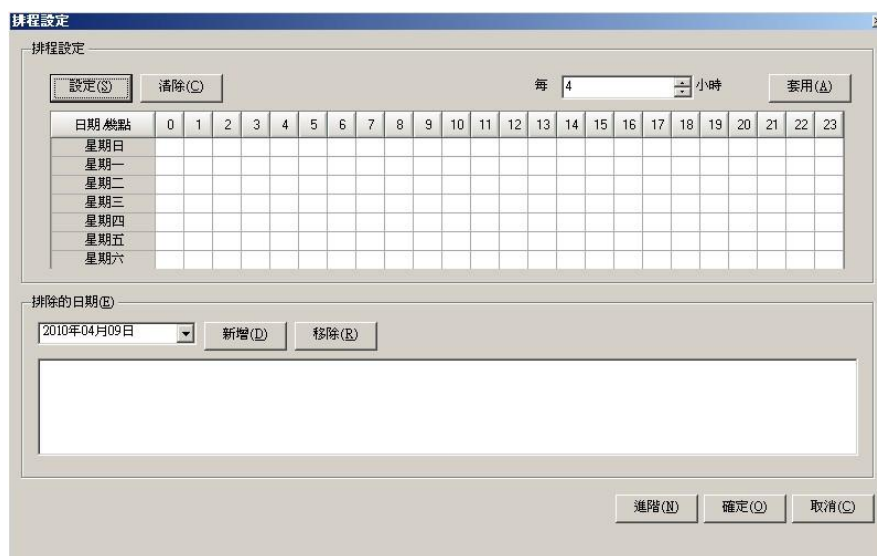 排程設定
排程設定
設定(S) 清除(C) 每 4 小時 套用(A)
日期/幾點 0 1 2 3 4 5 6 7 8 9 10 11 12 13 14 15 16 17 18 19 20 21 22 23
星期日
星期一
星期二
星期三
星期四
星期五
星期六
排除的日期(E)
2010年04月09日 新增(D) 移除(R)
進階(N) 確定(O) 取消(C)